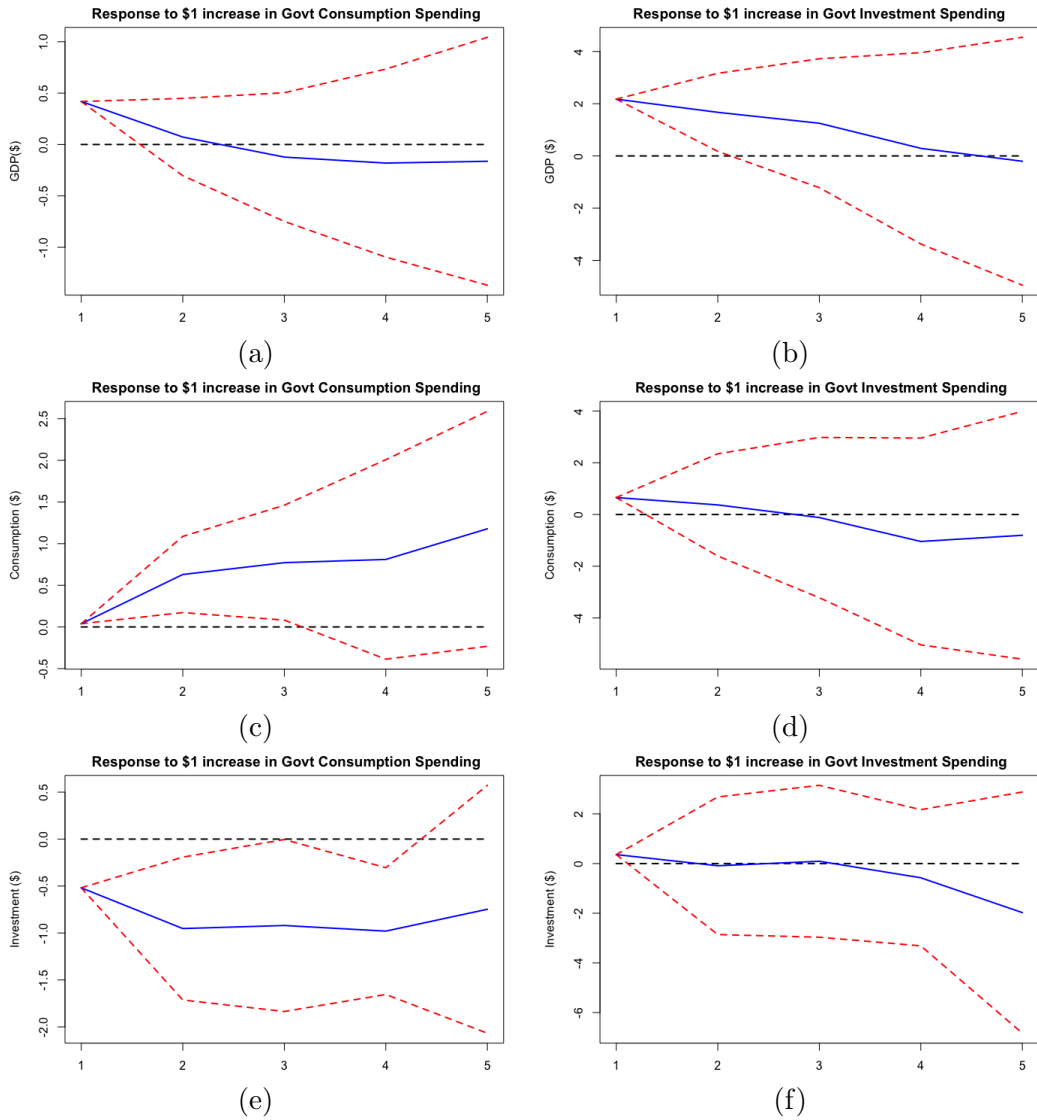 Response to $1 increase in Govt Consumption Spending
GDP($)
1.0
0.5
0.0
-0.5
-1.0
1 2 3 4 5
(a)
Response to $1 increase in Govt Investment Spending
GDP ($)
4
2
0
-2
-4
1 2 3 4 5
(b)
Response to $1 increase in Govt Consumption Spending
Consumption ($)
2.5
2.0
1.5
1.0
0.5
0.0
-0.5
1 2 3 4 5
(c)
Response to $1 increase in Govt Investment Spending
Consumption ($)
4
2
0
-2
-4
1 2 3 4 5
(d)
Response to $1 increase in Govt Consumption Spending
Investment ($)
0.5
0.0
-0.5
-1.0
-1.5
-2.0
1 2 3 4 5
(e)
Response to $1 increase in Govt Investment Spending
Investment ($)
2
0
-2
-4
-6
1 2 3 4 5
(f)